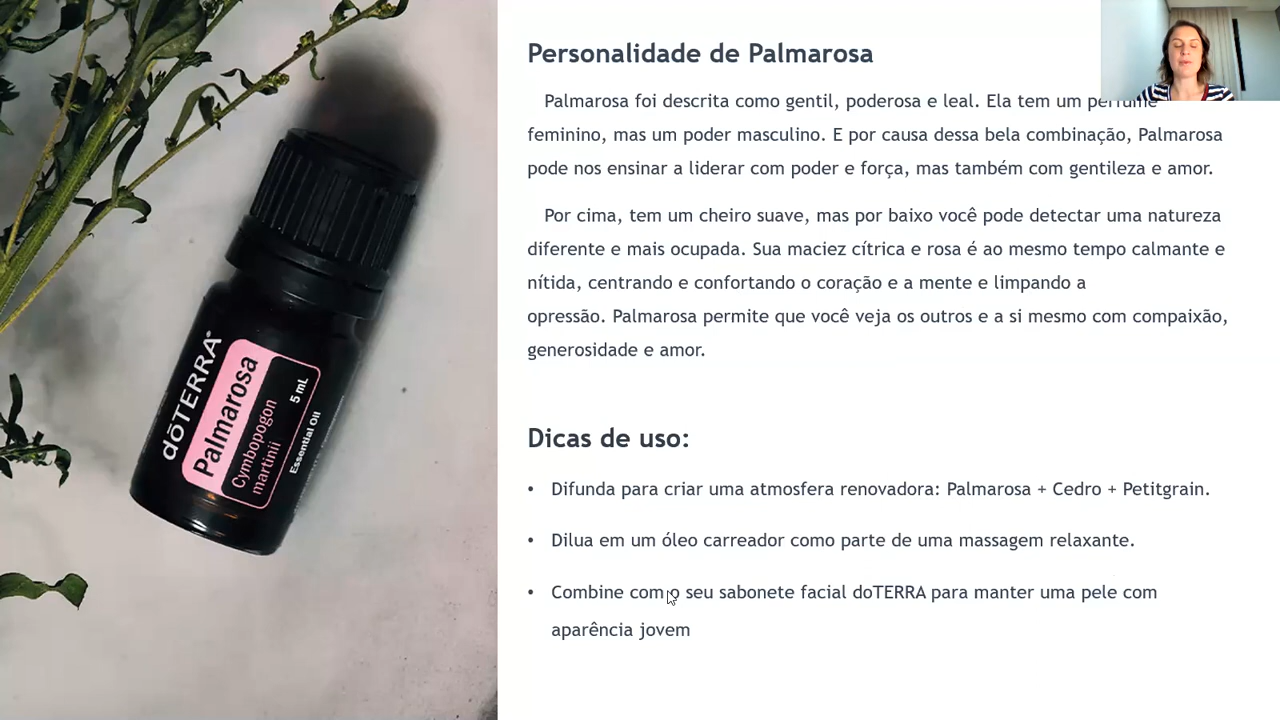 Personalidade de Palmarosa
Palmarosa foi descrita como gentil, poderosa e leal. Ela tem um perfume
feminino, mas um poder masculino. E por causa dessa bela combinação, Palmarosa
pode nos ensinar a liderar com poder e força, mas também com gentileza e amor.
Por cima, tem um cheiro suave, mas por baixo você pode detectar uma natureza
diferente e mais ocupada. Sua maciez cítrica e rosa é ao mesmo tempo calmante e
nítida, centrando e confortando o coração e a mente e limpando a
opressão. Palmarosa permite que você veja os outros e a si mesmo com compaixão,
generosidade e amor.
Dicas de uso:
• Difunda para criar uma atmosfera renovadora: Palmarosa + Cedro + Petitgrain.
• Dilua em um óleo carreador como parte de uma massagem relaxante.
• Combine com o seu sabonete facial doTERRA para manter uma pele com
aparência jovem
dōTERRA®
Palmarosa
Cymbopogon
martinii
5 mL
Essential Oil